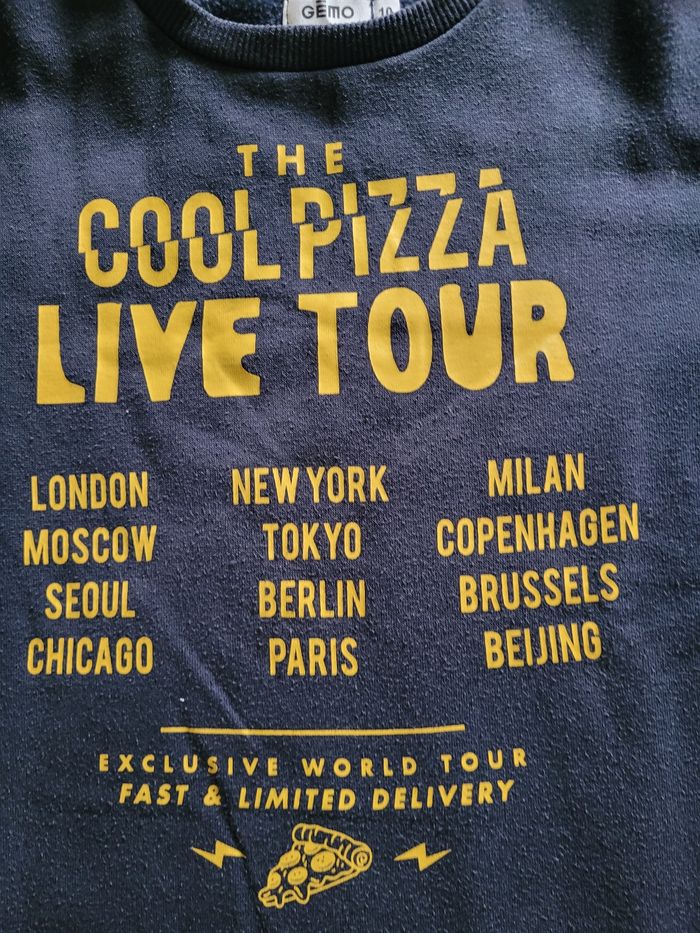 GEMO 10
THE
COOL PIZZA
LIVE TOUR
LONDON NEW YORK MILAN
MOSCOW TOKYO COPENHAGEN
SEOUL BERLIN BRUSSELS
CHICAGO PARIS BEIJING
EXCLUSIVE WORLD TOUR
FAST & LIMITED DELIVERY